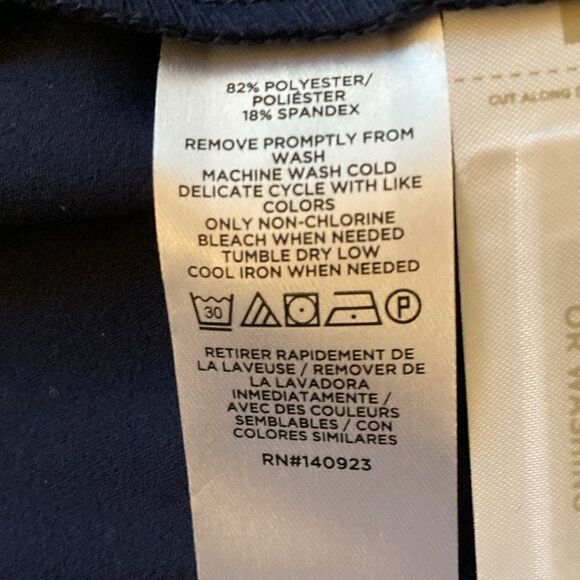 82% POLYESTER/
POLIÉSTER
18% SPANDEX
REMOVE PROMPTLY FROM
WASH
MACHINE WASH COLD
DELICATE CYCLE WITH LIKE
COLORS
ONLY NON-CHLORINE
BLEACH WHEN NEEDED
TUMBLE DRY LOW
COOL IRON WHEN NEEDED
30
P
RETIRER RAPIDEMENT DE
LA LAVEUSE / REMOVER DE
LA LAVADORA
INMEDIATAMENTE /
AVEC DES COULEURS
SEMBLABLES / CON
COLORES SIMILARES
RN#140923
CUT ALONG
OR WASHING